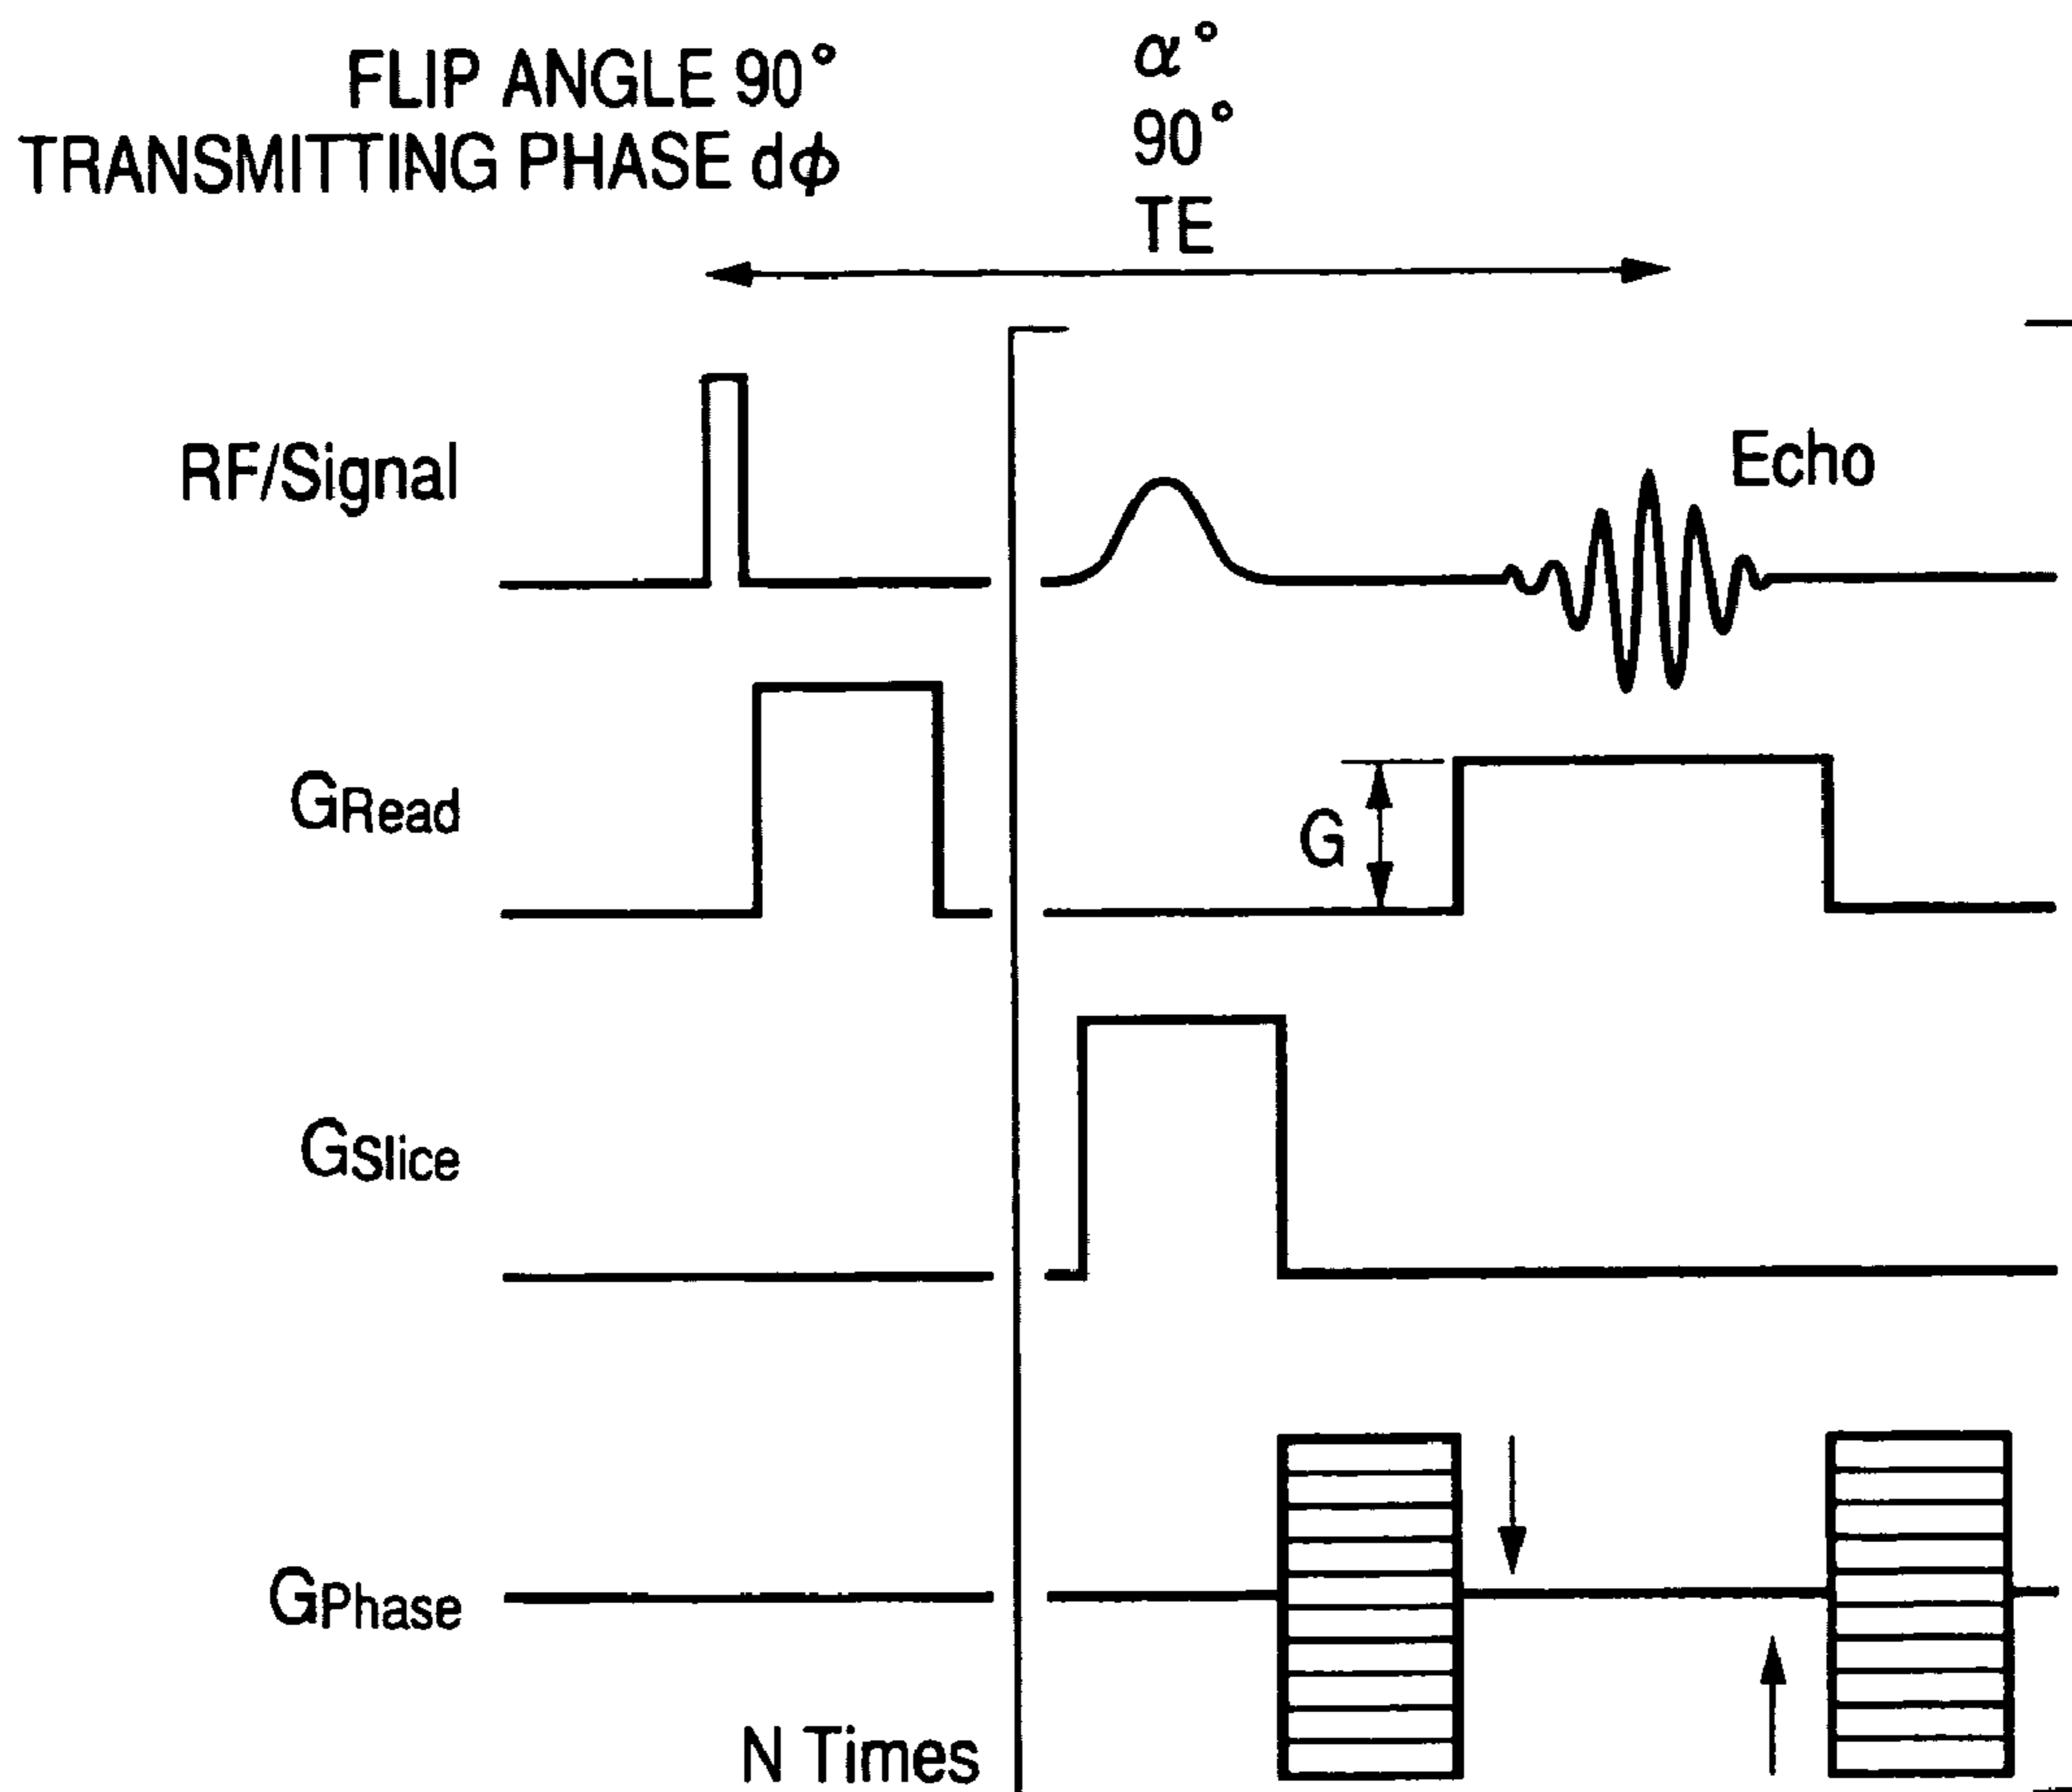 FLIP ANGLE 90°
α°
TRANSMITTING PHASE dϕ
90°
TE
RF/Signal
Echo
GRead
G
GSlice
GPhase
N Times